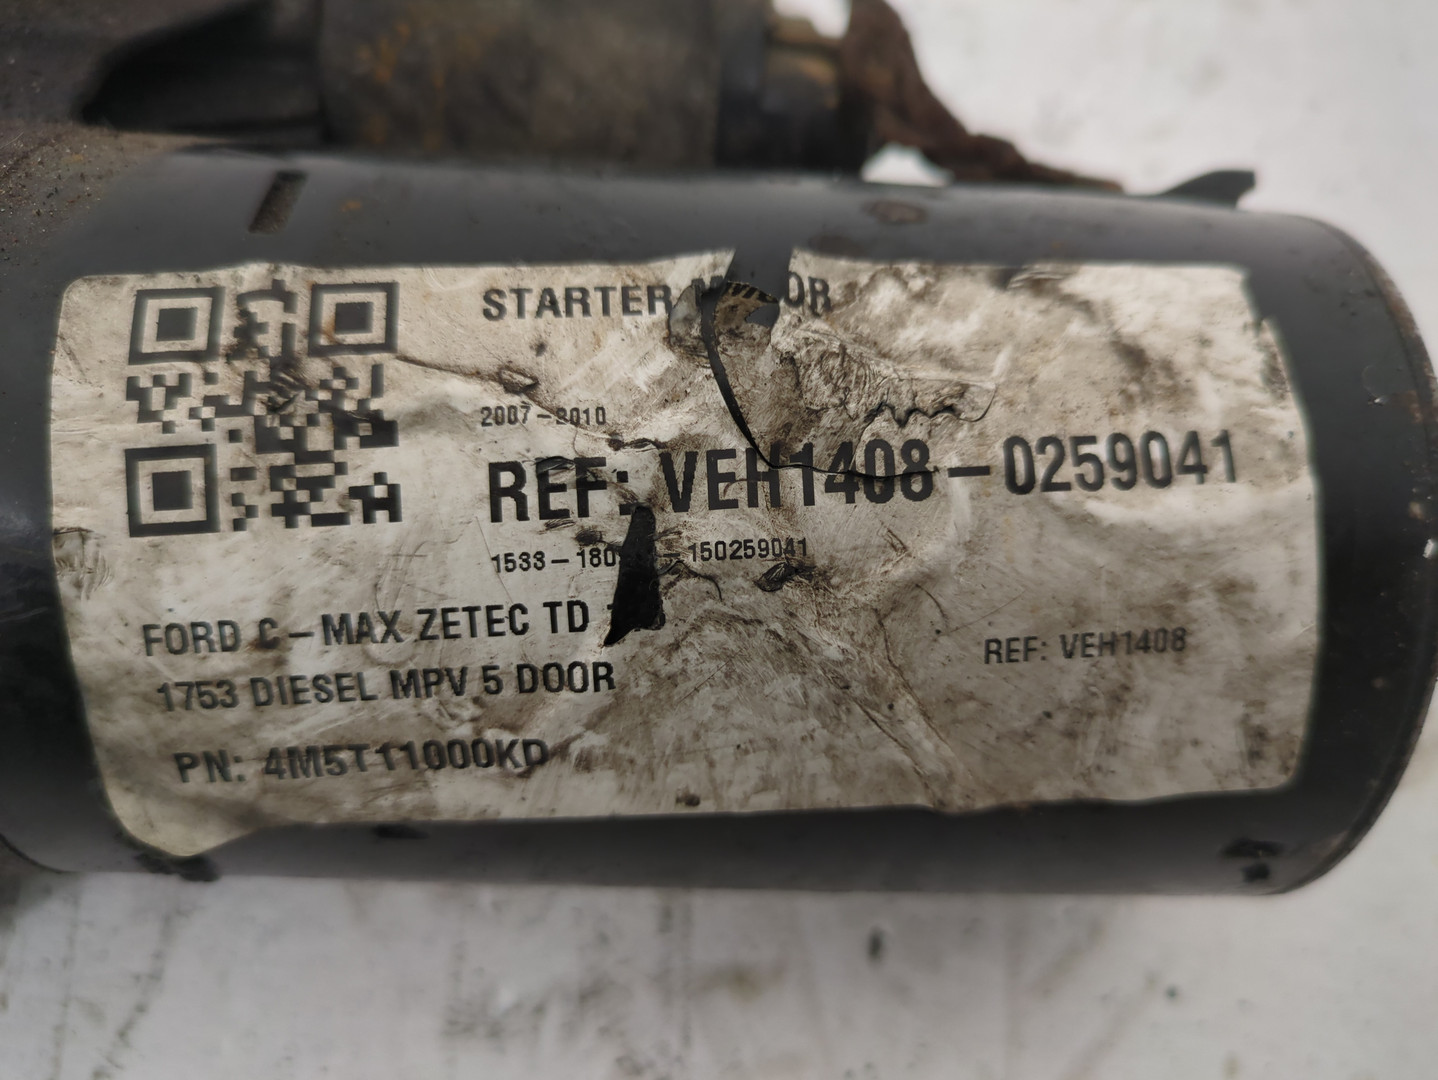 STARTER
2007-2010
REF: VEH1408-0259041
1533-180 -150259041
FORD C-MAX ZETEC TD
1753 DIESEL MPV 5 DOOR
PN: 4M5T11000KD
REF: VEH1408